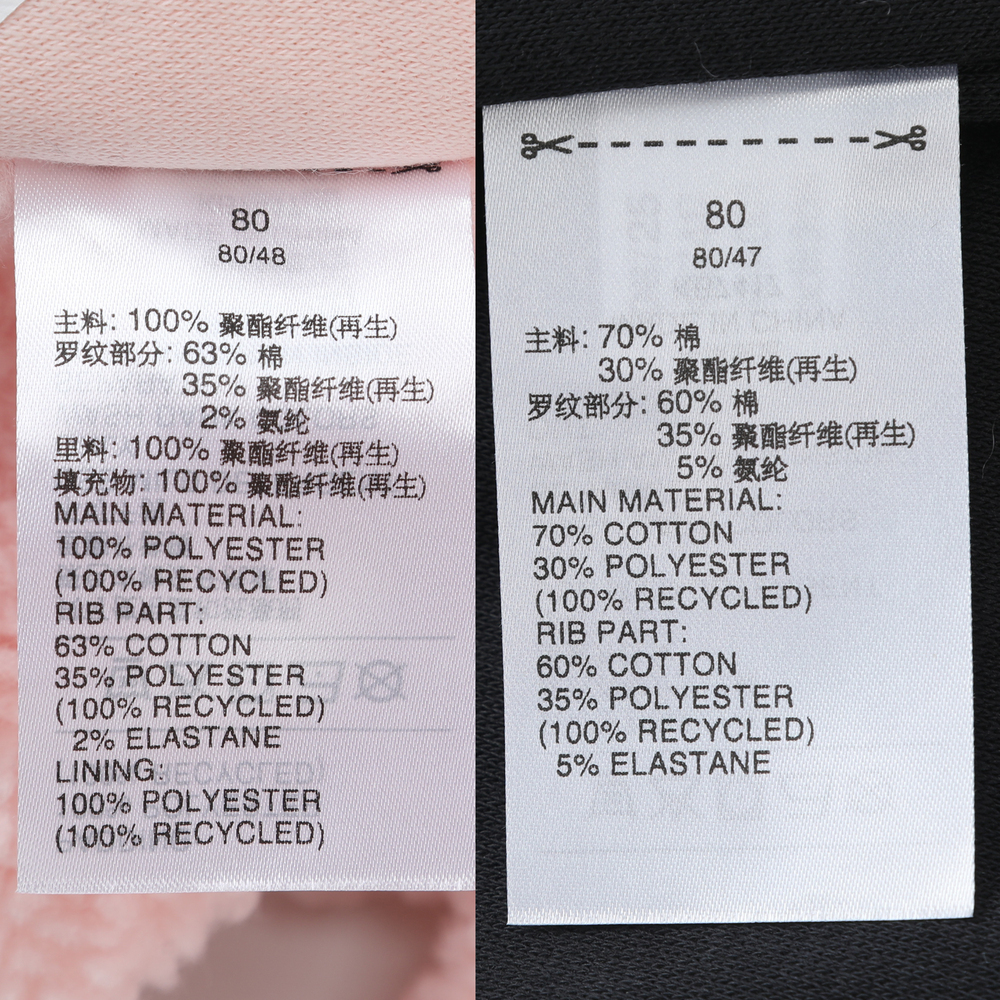 80
80/48
主料: 100% 聚酯纤维(再生)
罗纹部分: 63% 棉
35% 聚酯纤维(再生)
2% 氨纶
里料: 100% 聚酯纤维(再生)
填充物: 100% 聚酯纤维(再生)
MAIN MATERIAL:
100% POLYESTER
(100% RECYCLED)
RIB PART:
63% COTTON
35% POLYESTER
(100% RECYCLED)
2% ELASTANE
LINING:
100% POLYESTER
(100% RECYCLED)
80
80/47
主料: 70% 棉
30% 聚酯纤维(再生)
罗纹部分: 60% 棉
35% 聚酯纤维(再生)
5% 氨纶
MAIN MATERIAL:
70% COTTON
30% POLYESTER
(100% RECYCLED)
RIB PART:
60% COTTON
35% POLYESTER
(100% RECYCLED)
5% ELASTANE